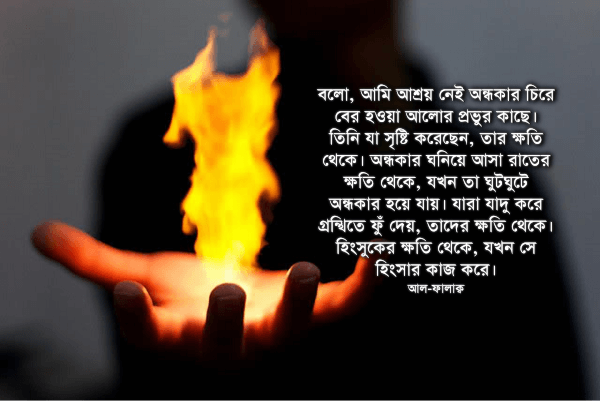 বলো, আমি আশ্রয় নেই অন্ধকার চিরে
বের হওয়া আলোর প্রভুর কাছে।
তিনি যা সৃষ্টি করেছেন, তার ক্ষতি
থেকে। অন্ধকার ঘনিয়ে আসা রাতের
ক্ষতি থেকে, যখন তা ঘুটঘুটে
অন্ধকার হয়ে যায়। যারা যাদু করে
গ্রন্থিতে ফুঁ দেয়, তাদের ক্ষতি থেকে।
হিংসুকের ক্ষতি থেকে, যখন সে
হিংসার কাজ করে।
আল-ফালাক্ব